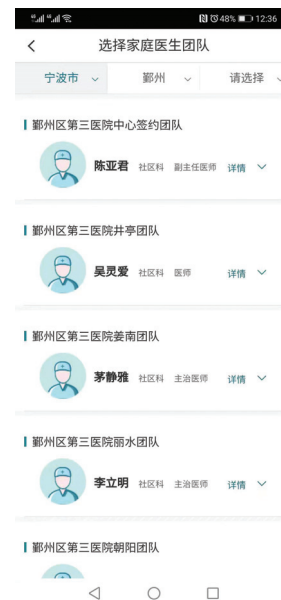 48% 12:36
选择家庭医生团队
宁波市 鄞州 请选择
鄞州区第三医院中心签约团队
陈亚君 社区科 副主任医师 详情
鄞州区第三医院井亭团队
吴灵爱 社区科 医师 详情
鄞州区第三医院姜南团队
茅静雅 社区科 主治医师 详情
鄞州区第三医院丽水团队
李立明 社区科 主治医师 详情
鄞州区第三医院朝阳团队